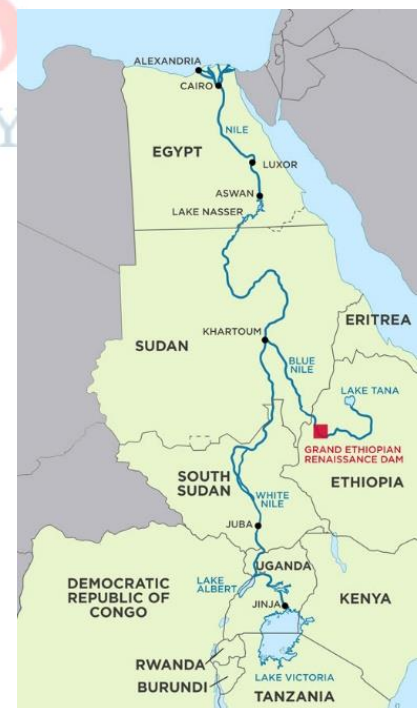 ALEXANDRIA
CAIRO
NILE
EGYPT
LUXOR
ASWAN
LAKE NASSER
ERITREA
KHARTOUM
SUDAN
BLUE
NILE
LAKE TANA
GRAND ETHIOPIAN
RENAISSANCE DAM
SOUTH
SUDAN
ETHIOPIA
WHITE
NILE
JUBA
UGANDA
LAKE
ALBERT
DEMOCRATIC
REPUBLIC OF
CONGO
KENYA
JINJA
RWANDA
BURUNDI
LAKE VICTORIA
TANZANIA